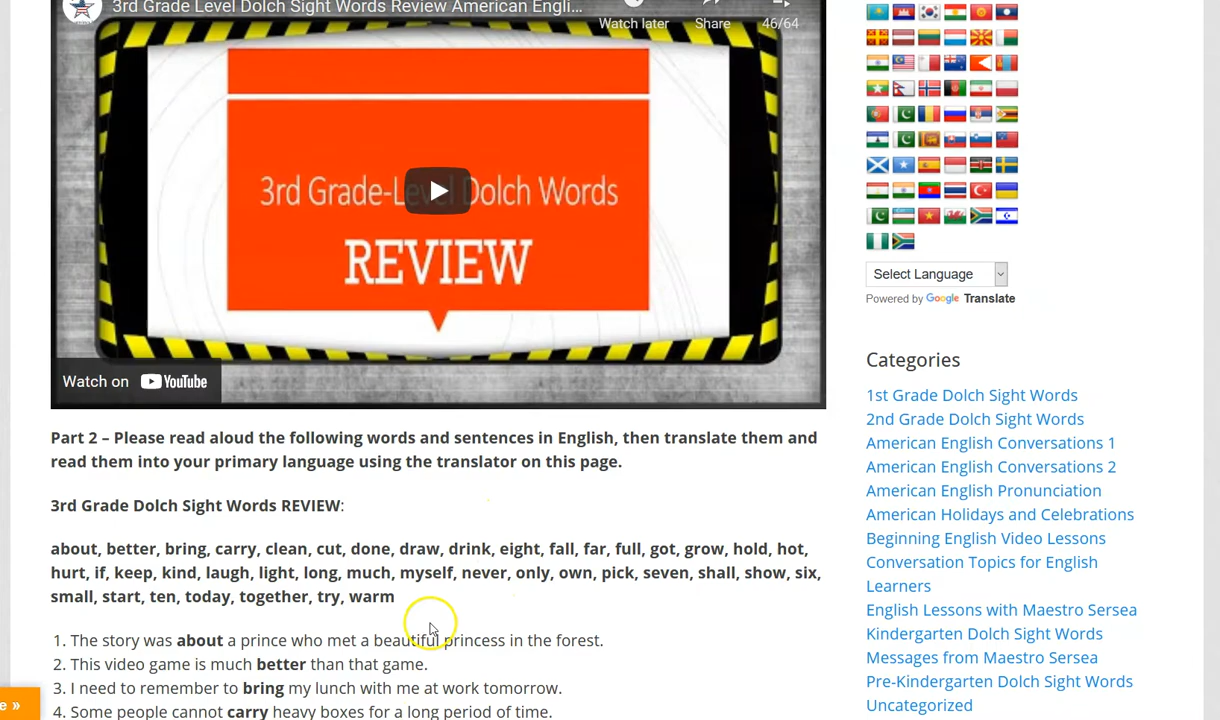 3rd Grade Level Dolch Sight Words Review American Engli...
Watch later
Share
46/64
3rd Grade-Level Dolch Words
REVIEW
Watch on YouTube
Part 2 – Please read aloud the following words and sentences in English, then translate them and
read them into your primary language using the translator on this page.
3rd Grade Dolch Sight Words REVIEW:
about, better, bring, carry, clean, cut, done, draw, drink, eight, fall, far, full, got, grow, hold, hot,
hurt, if, keep, kind, laugh, light, long, much, myself, never, only, own, pick, seven, shall, show, six,
small, start, ten, today, together, try, warm
1. The story was about a prince who met a beautiful princess in the forest.
2. This video game is much better than that game.
3. I need to remember to bring my lunch with me at work tomorrow.
4. Some people cannot carry heavy boxes for a long period of time.
e »
Select Language
Powered by Google Translate
Categories
1st Grade Dolch Sight Words
2nd Grade Dolch Sight Words
American English Conversations 1
American English Conversations 2
American English Pronunciation
American Holidays and Celebrations
Beginning English Video Lessons
Conversation Topics for English
Learners
English Lessons with Maestro Sersea
Kindergarten Dolch Sight Words
Messages from Maestro Sersea
Pre-Kindergarten Dolch Sight Words
Uncategorized